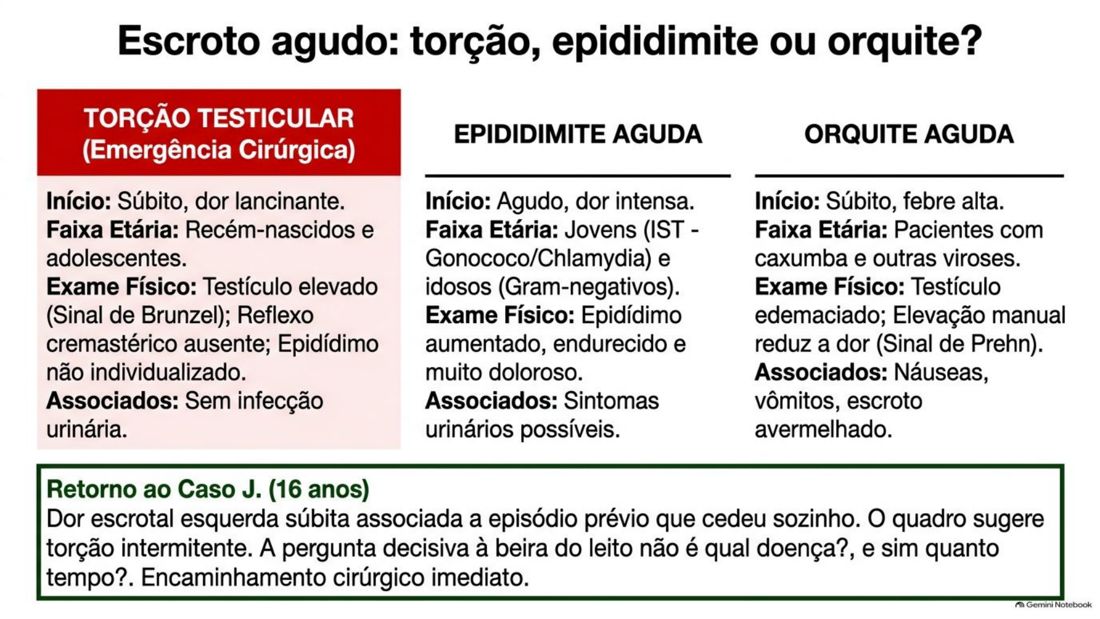 Escroto agudo: torção, epididimite ou orquite?
TORÇÃO TESTICULAR
(Emergência Cirúrgica)
Início: Súbito, dor lancinante.
Faixa Etária: Recém-nascidos e
adolescentes.
Exame Físico: Testículo elevado
(Sinal de Brunzel); Reflexo
cremastérico ausente; Epidídimo
não individualizado.
Associados: Sem infecção
urinária.
EPIDIDIMITE AGUDA
Início: Agudo, dor intensa.
Faixa Etária: Jovens (IST -
Gonococo/Chlamydia) e
idosos (Gram-negativos).
Exame Físico: Epidídimo
aumentado, endurecido e
muito doloroso.
Associados: Sintomas
urinários possíveis.
ORQUITE AGUDA
Início: Súbito, febre alta.
Faixa Etária: Pacientes com
caxumba e outras viroses.
Exame Físico: Testículo
edemaciado; Elevação manual
reduz a dor (Sinal de Prehn).
Associados: Náuseas,
vômitos, escroto
avermelhado.
Retorno ao Caso J. (16 anos)
Dor escrotal esquerda súbita associada a episódio prévio que cedeu sozinho. O quadro sugere
torção intermitente. A pergunta decisiva à beira do leito não é qual doença?, e sim quanto
tempo?. Encaminhamento cirúrgico imediato.
Gemini Notebook